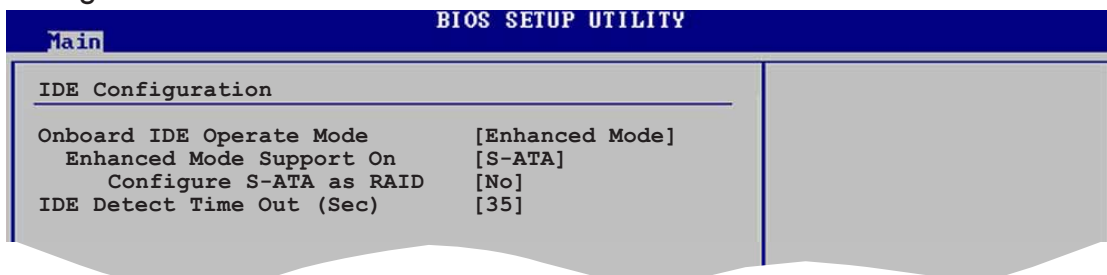 BIOS SETUP UTILITY
Main
IDE Configuration
Onboard IDE Operate Mode [Enhanced Mode]
Enhanced Mode Support On [S-ATA]
Configure S-ATA as RAID [No]
IDE Detect Time Out (Sec) [35]